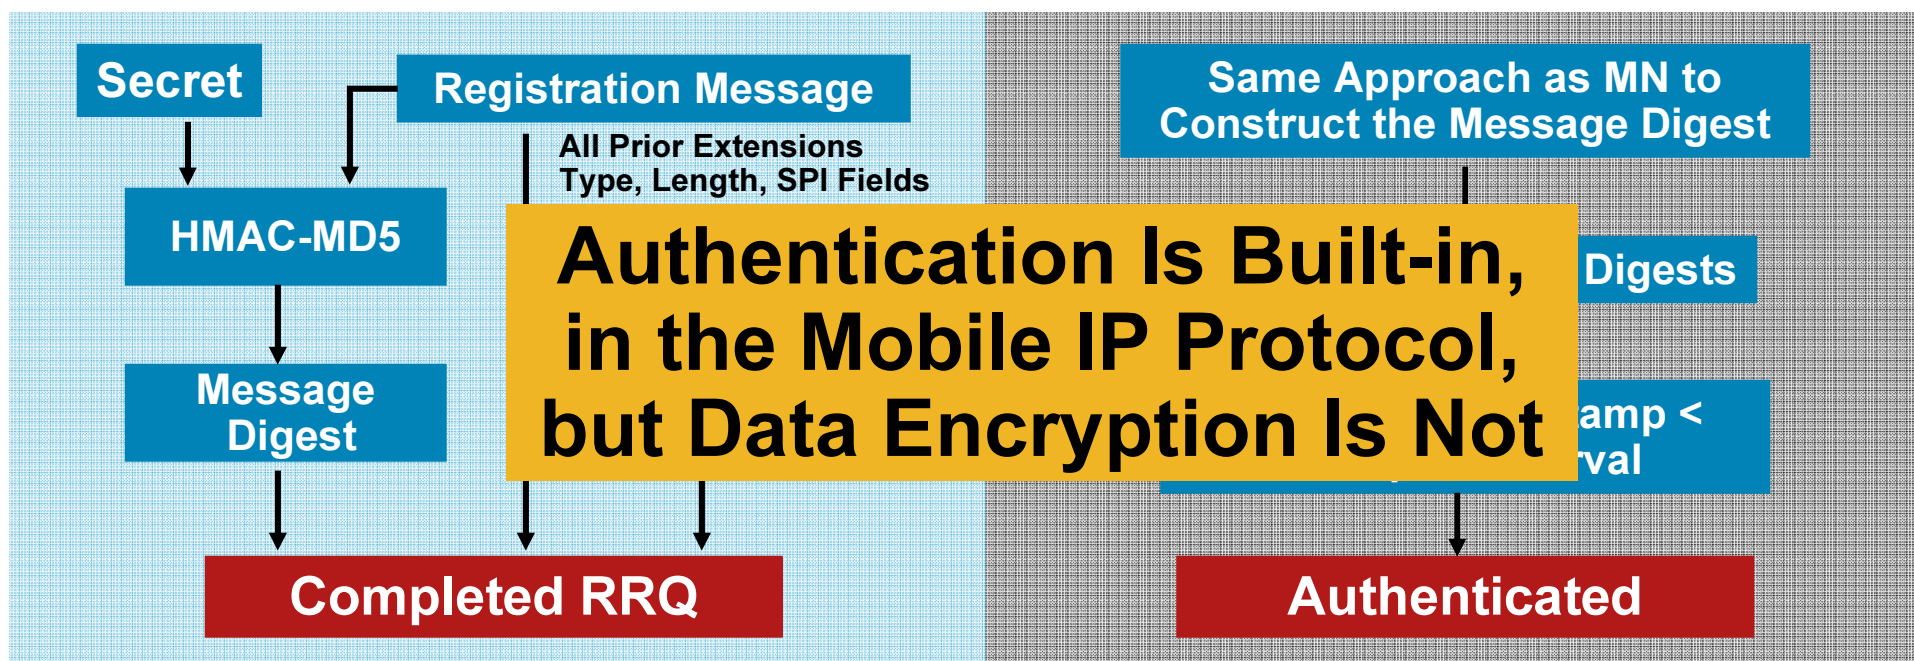 Secret
Registration Message
All Prior Extensions
Type, Length, SPI Fields
HMAC-MD5
Message
Digest
Completed RRQ
Authentication Is Built-in,
in the Mobile IP Protocol,
but Data Encryption Is Not
Same Approach as MN to
Construct the Message Digest
Digests
<
Authenticated